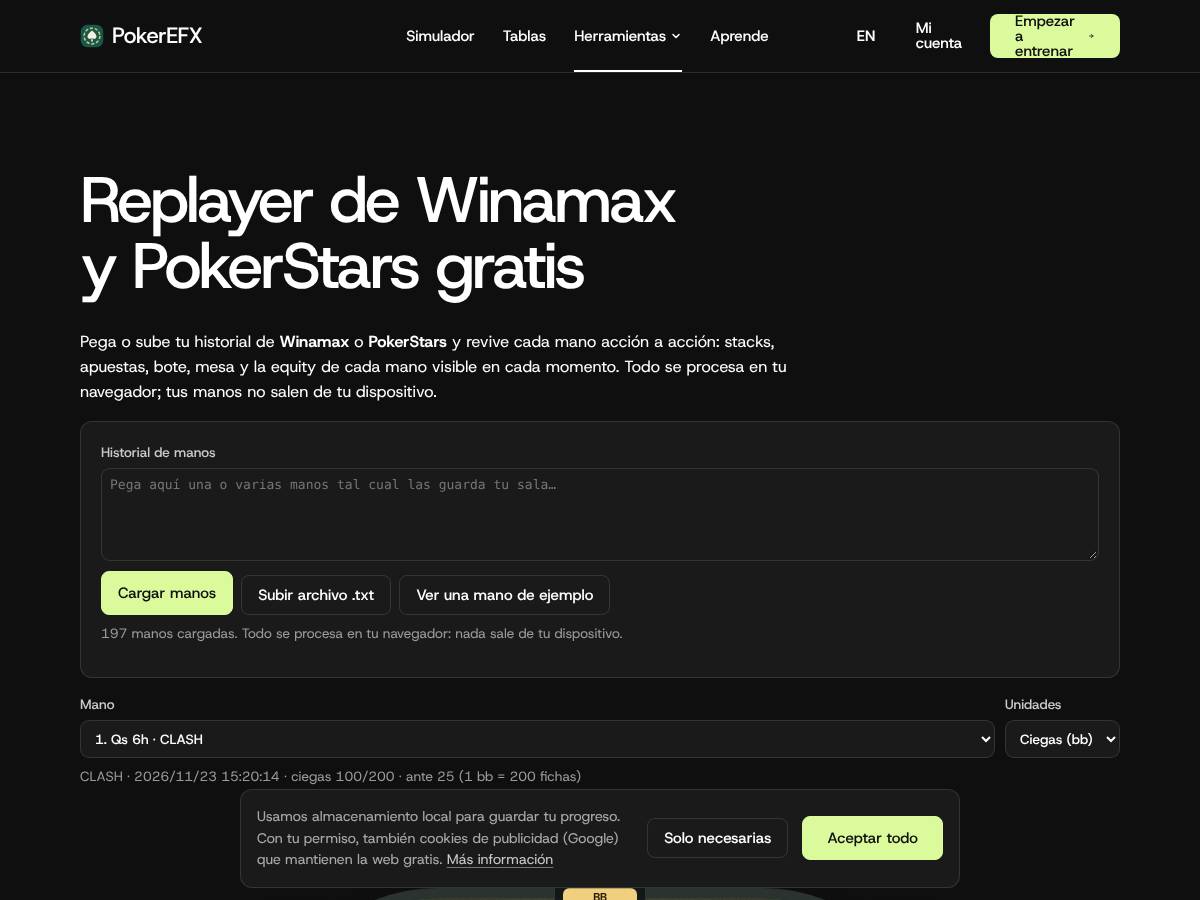 PokerEFX
Simulador
Tablas
Herramientas
Aprende
EN
Mi
cuenta
Empezar
a
entrenar
Replayer de Winamax
y PokerStars gratis
Pega o sube tu historial de Winamax o PokerStars y revive cada mano acción a acción: stacks,
apuestas, bote, mesa y la equity de cada mano visible en cada momento. Todo se procesa en tu
navegador; tus manos no salen de tu dispositivo.
Historial de manos
Pega aquí una o varias manos tal cual las guarda tu sala…
Cargar manos
Subir archivo .txt
Ver una mano de ejemplo
197 manos cargadas. Todo se procesa en tu navegador: nada sale de tu dispositivo.
Mano
Unidades
1. Qs 6h · CLASH
Ciegas (bb)
CLASH · 2026/11/23 15:20:14 · ciegas 100/200 · ante 25 (1 bb = 200 fichas)
Usamos almacenamiento local para guardar tu progreso.
Con tu permiso, también cookies de publicidad (Google)
que mantienen la web gratis. Más información
Solo necesarias
Aceptar todo
BB